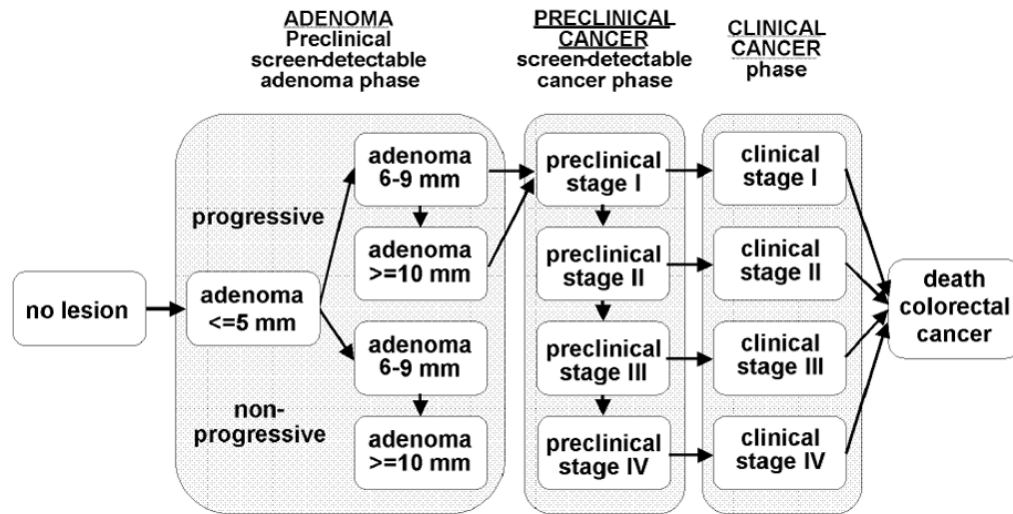 ADENOMA
Preclinical
screen-detectable
adenoma phase
PRECLINICAL
CANCER
screen-detectable
cancer phase
CLINICAL
CANCER
phase
no lesion
adenoma
<=5 mm
progressive
non-
progressive
adenoma
6-9 mm
adenoma
>=10 mm
adenoma
6-9 mm
adenoma
>=10 mm
preclinical
stage I
preclinical
stage II
preclinical
stage III
preclinical
stage IV
clinical
stage I
clinical
stage II
clinical
stage III
clinical
stage IV
death
colorectal
cancer